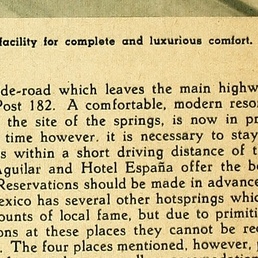 facility for complete and luxurious comfort.
de-road which leaves the main highw
Post 182. A comfortable, modern reso
the site of the springs, is now in pr
time however, it is necessary to stay
s within a short driving distance of t
Aguilar and Hotel España offer the b
Reservations should be made in advance
exico has several other hotsprings whic
ounts of local fame, but due to primiti
ons at these places they cannot be rec
. The four places mentioned, however, p